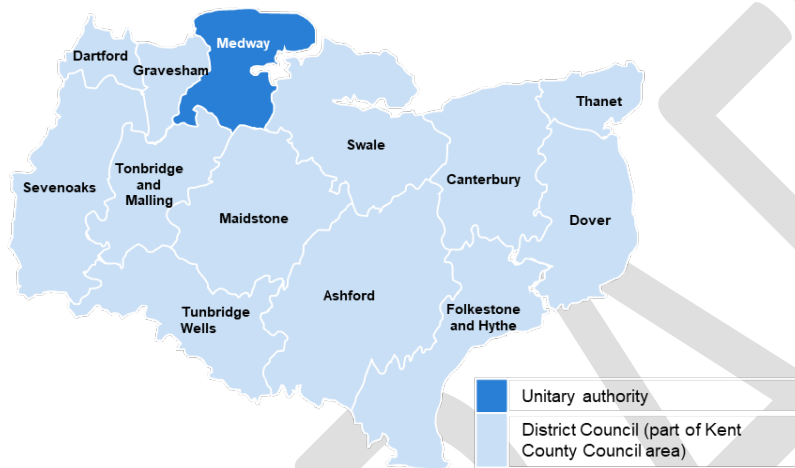 Medway
Dartford
Gravesham
Thanet
Swale
Tonbridge
and
Malling
Sevenoaks
Canterbury
Maidstone
Dover
Ashford
Tunbridge
Wells
Folkestone
and Hythe
Unitary authority
District Council (part of Kent
County Council area)